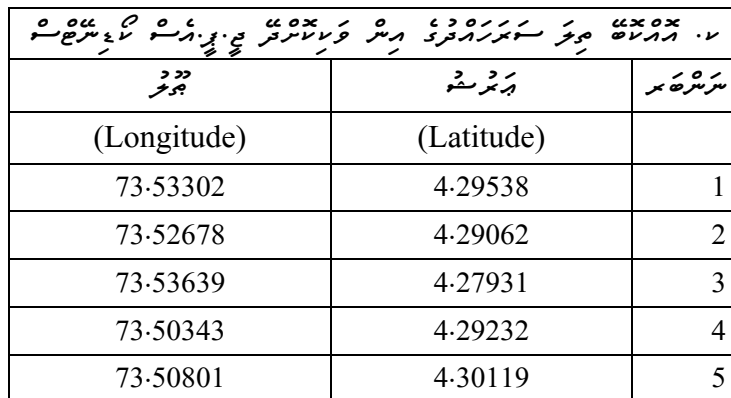 ކ. އޮއްކޮބޭ ތިލަ ސަރަހައްދުގެ އިން ވަކިކޮށްދޭ ޖީ.ޕީ.އެސް ކޯޑިނޭޓްސް
ނަންބަރ ޢަރުޟު ޠޫލު
(Latitude) (Longitude)
1 4.29538 73.53302
2 4.29062 73.52678
3 4.27931 73.53639
4 4.29232 73.50343
5 4.30119 73.50801